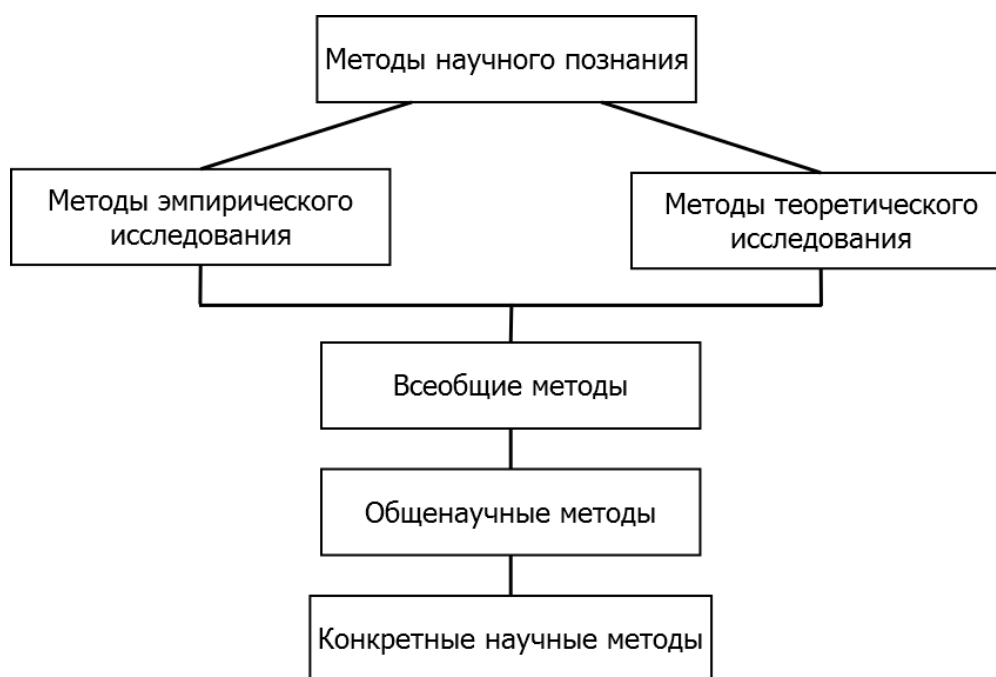 Методы научного познания
Методы эмпирического
исследования
Методы теоретического
исследования
Всеобщие методы
Общенаучные методы
Конкретные научные методы